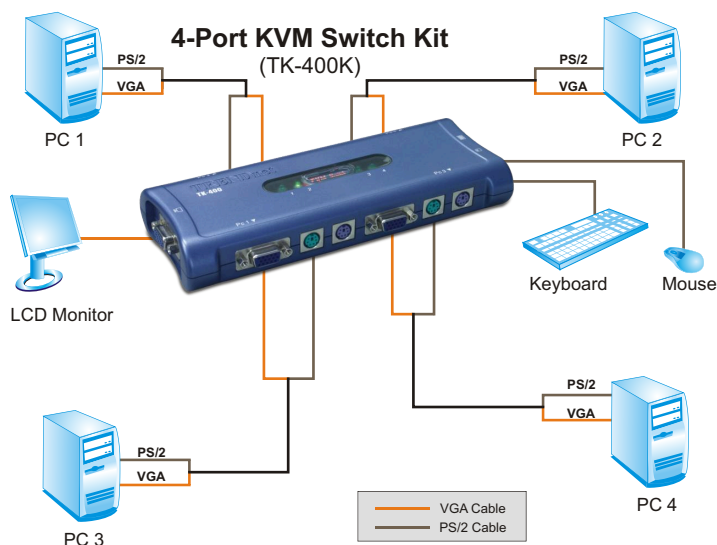 4-Port KVM Switch Kit
(TK-400K)
PS/2
VGA
PC 1
PS/2
VGA
PC 2
TRENDnet
TK-400
LCD Monitor
Keyboard
Mouse
PS/2
VGA
PC 3
PS/2
VGA
PC 4
VGA Cable
PS/2 Cable